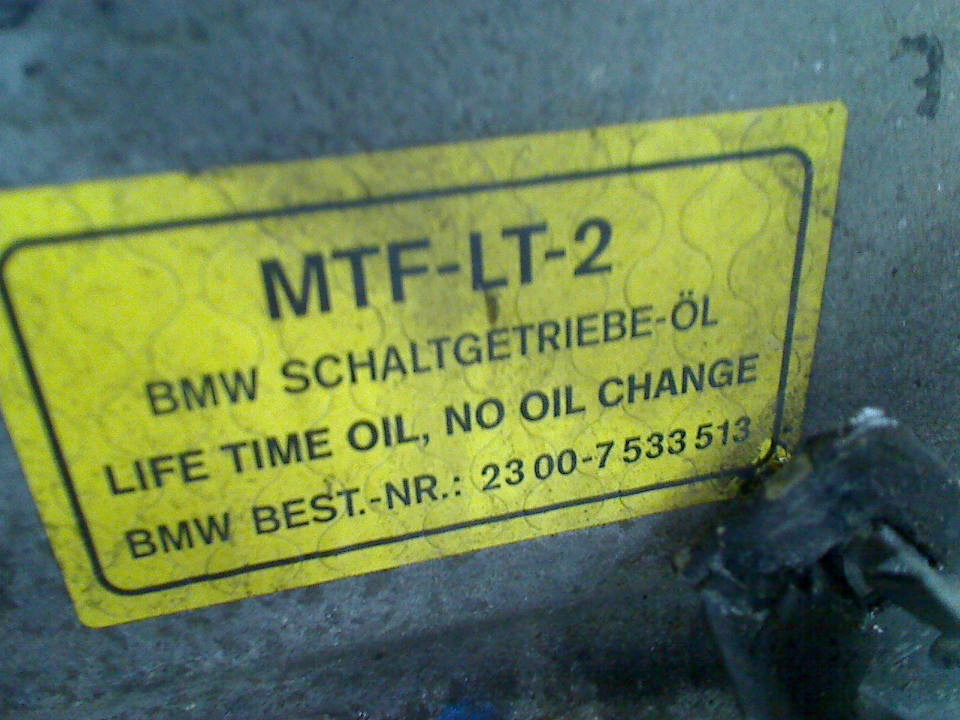 MTF-LT-2
BMW SCHALTGETRIEBE-ÖL
LIFE TIME OIL, NO OIL CHANGE
BMW BEST.-NR.: 23 00-7 533 513